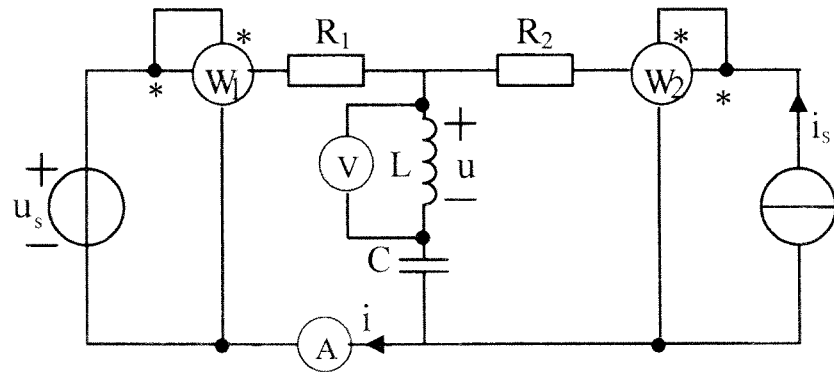 * R₁ R₂ *
W₁ W₂
* *
+ V L + u − iₛ
uₛ
−
C
i
A